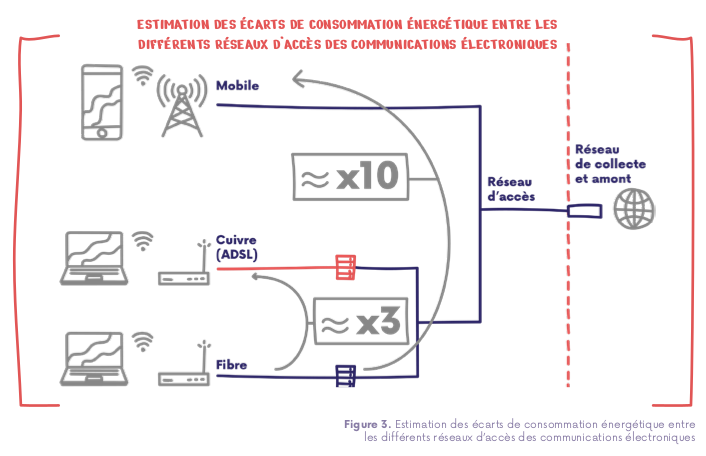 ESTIMATION DES ÉCARTS DE CONSOMMATION ÉNERGÉTIQUE ENTRE LES
DIFFÉRENTS RÉSEAUX D'ACCÈS DES COMMUNICATIONS ÉLECTRONIQUES
Mobile
Réseau
de collecte
et amont
≈ x10
Réseau
d'accès
Cuivre
(ADSL)
≈ x3
Fibre
Figure 3. Estimation des écarts de consommation énergétique entre
les différents réseaux d'accès des communications électroniques